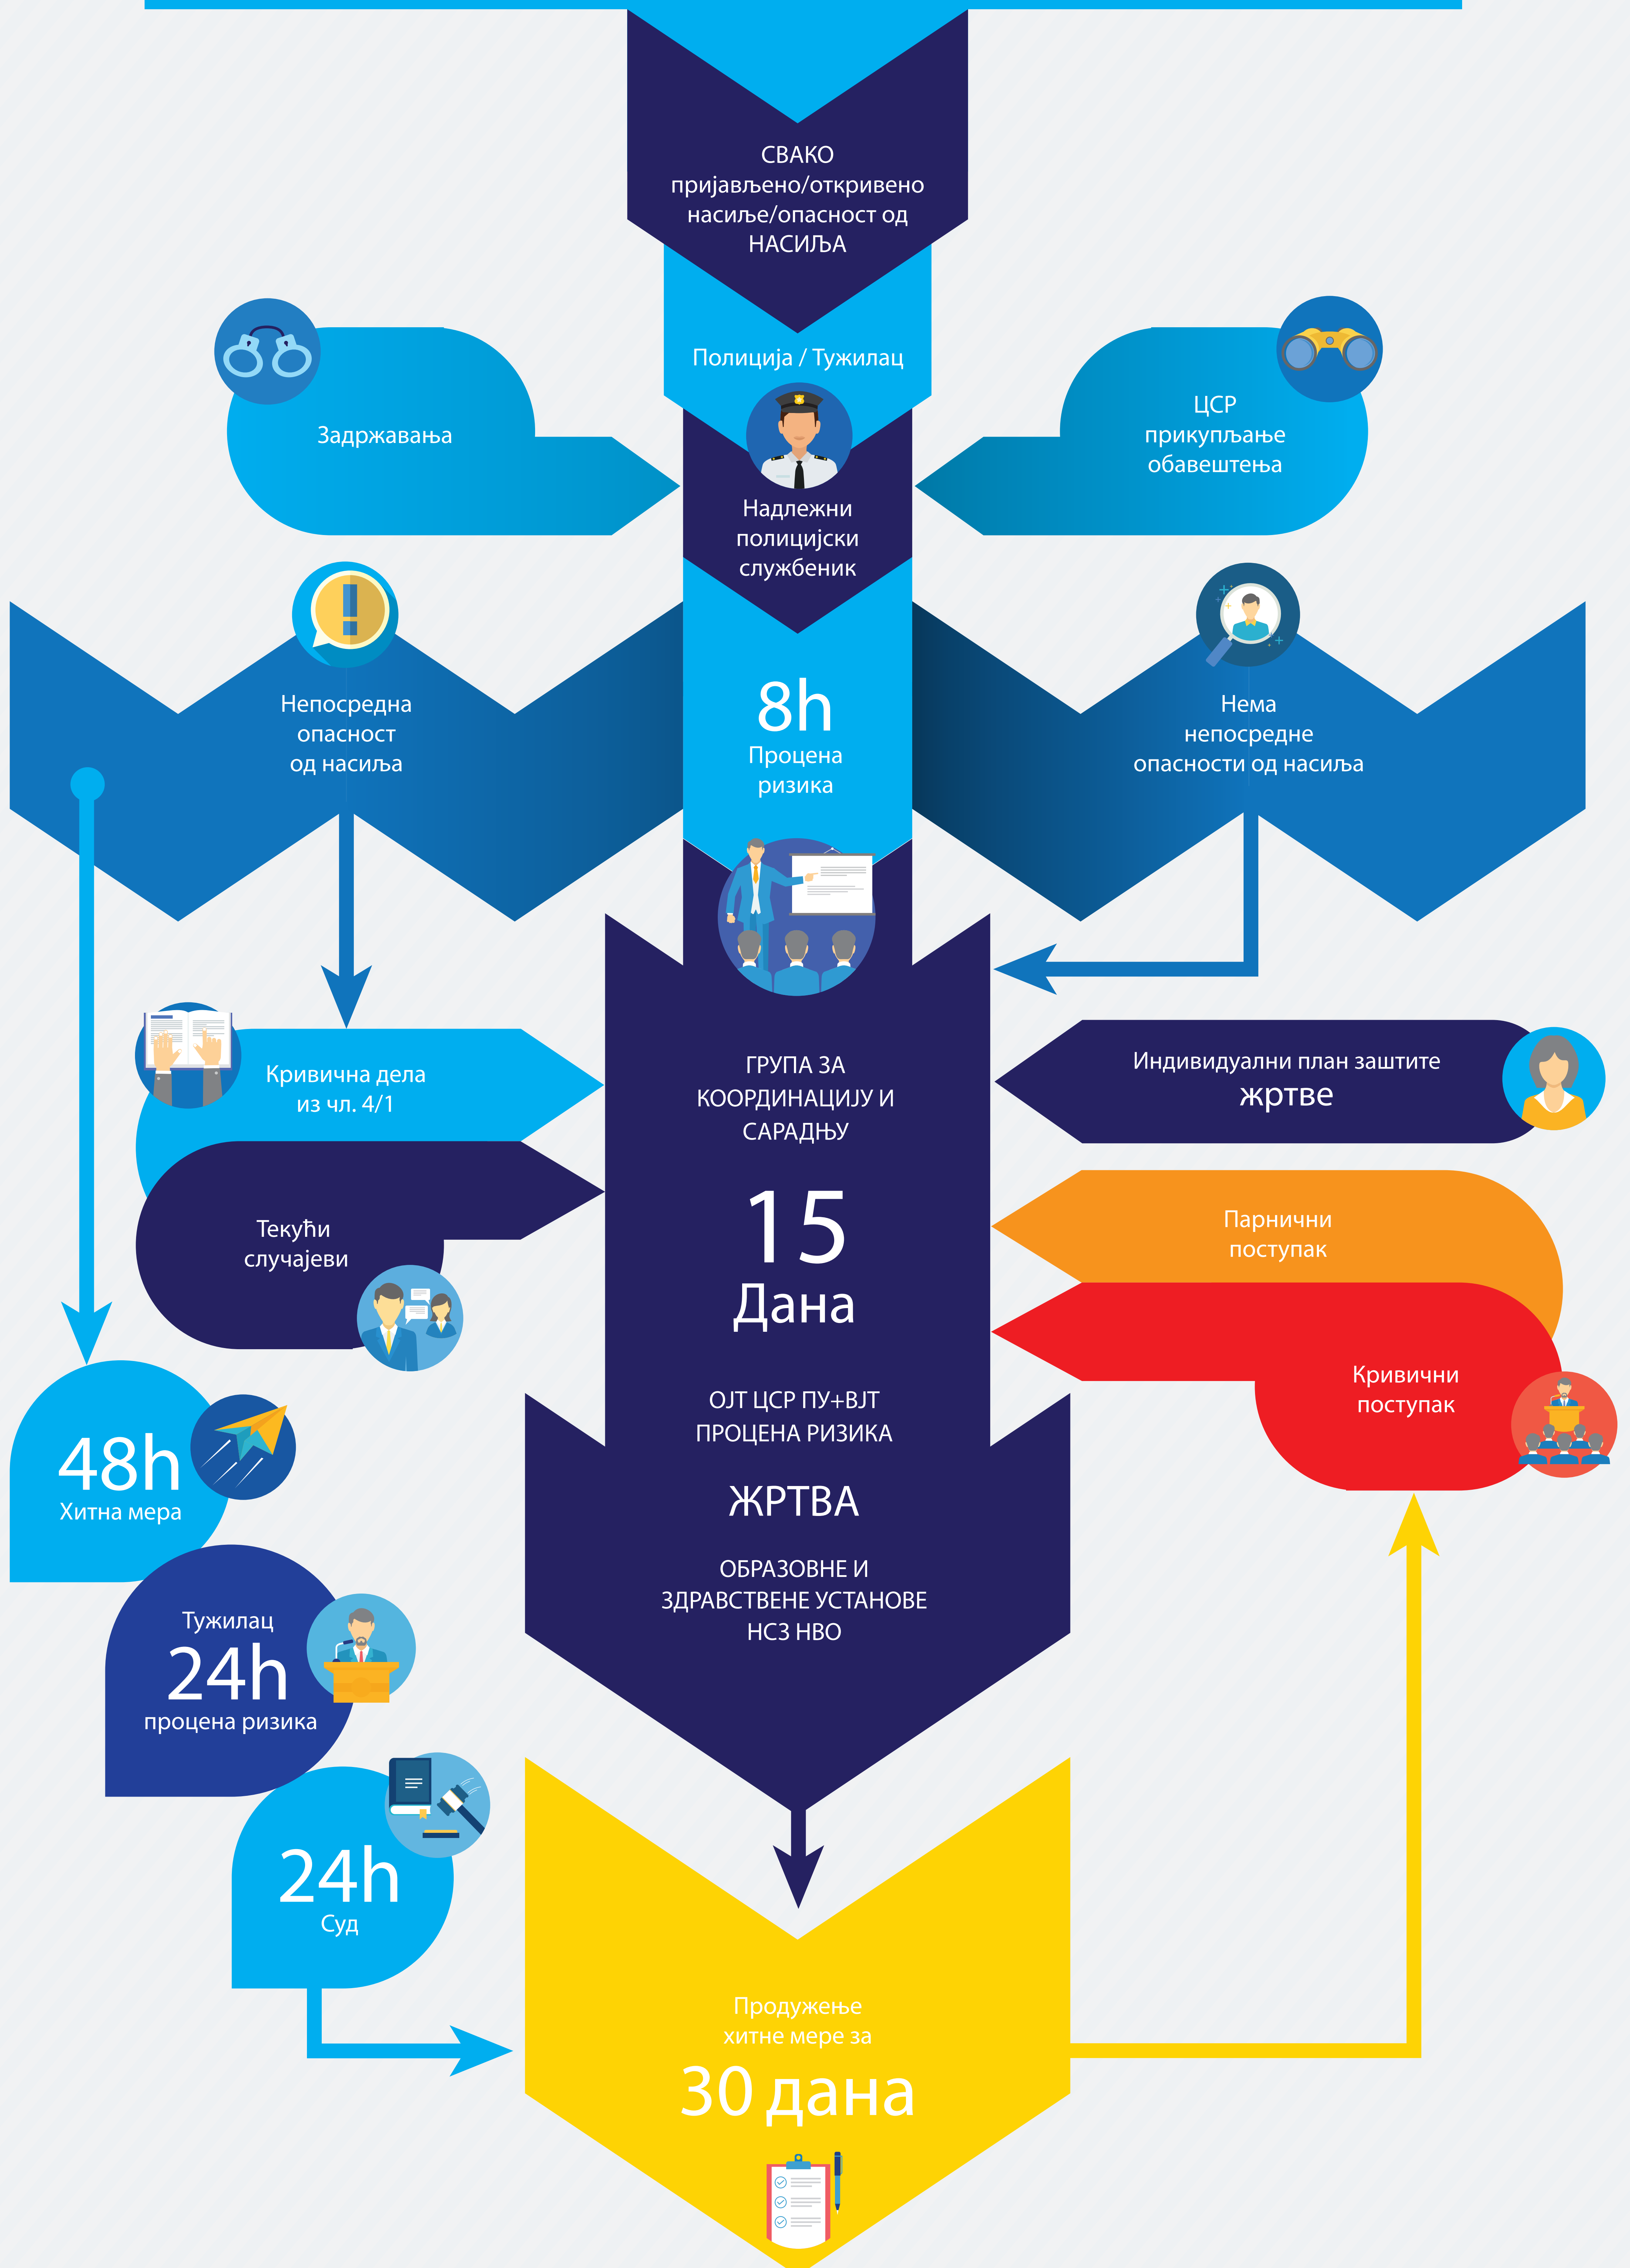 СВАКО
пријављено/откривено
насиље/опасност од
НАСИЉА
Полиција / Тужилац
Задржавања
ЦСР
прикупљање
обавештења
Надлежни
полицијски
службеник
Непосредна
опасност
од насиља
8h
Процена
ризика
Нема
непосредне
опасности од насиља
Кривична дела
из чл. 4/1
Текући
случајеви
ГРУПА ЗА
КООРДИНАЦИЈУ И
САРАДЊУ
15
Дана
ОЈТ ЦСР ПУ+ВЈТ
ПРОЦЕНА РИЗИКА
ЖРТВА
ОБРАЗОВНЕ И
ЗДРАВСТВЕНЕ УСТАНОВЕ
НСЗ НВО
Индивидуални план заштите
жртве
Парнични
поступак
Кривични
поступак
48h
Хитна мера
Тужилац
24h
процена ризика
24h
Суд
Продужење
хитне мере за
30 дана